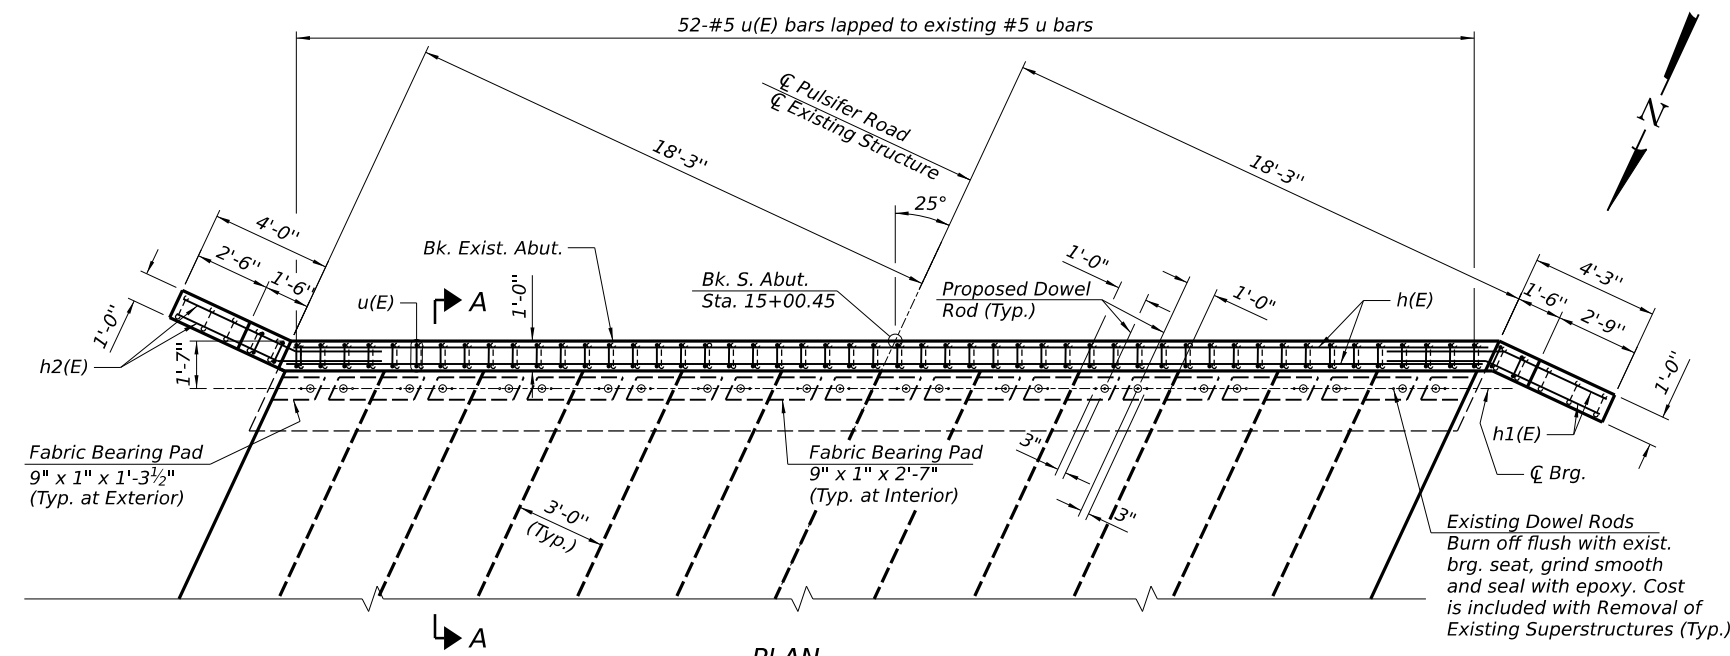 52-#5 u(E) bars lapped to existing #5 u bars
℄ Pulsifer Road
℄ Existing Structure
N
18'-3"
18'-3"
25°
4'-0"
2'-6"
1'-6"
1'-0"
1'-7"
h2(E)
Bk. Exist. Abut.
u(E)
A
1'-0"
Bk. S. Abut.
Sta. 15+00.45
1'-0"
Proposed Dowel
Rod (Typ.)
1'-0"
h(E)
4'-3"
1'-6"
2'-9"
1'-0"
h1(E)
℄ Brg.
Fabric Bearing Pad
9" x 1" x 1'-3½"
(Typ. at Exterior)
Fabric Bearing Pad
9" x 1" x 2'-7"
(Typ. at Interior)
3"
3"
3'-0"
(Typ.)
Existing Dowel Rods
Burn off flush with exist.
brg. seat, grind smooth
and seal with epoxy. Cost
is included with Removal of
Existing Superstructures (Typ.)
A
PLAN